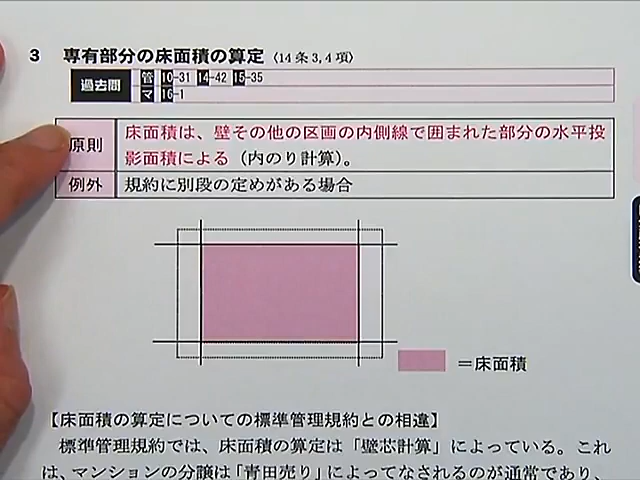 3 専有部分の床面積の算定〈14条3,4項〉
過去問
管 10-31 14-42 15-35
マ 16-1
原則
床面積は、壁その他の区画の内側線で囲まれた部分の水平投
影面積による(内のり計算)。
例外 規約に別段の定めがある場合
=床面積
【床面積の算定についての標準管理規約との相違】
標準管理規約では、床面積の算定は「壁芯計算」によっている。これ
は、マンションの分譲は「青田売り」によってなされるのが通常であり、